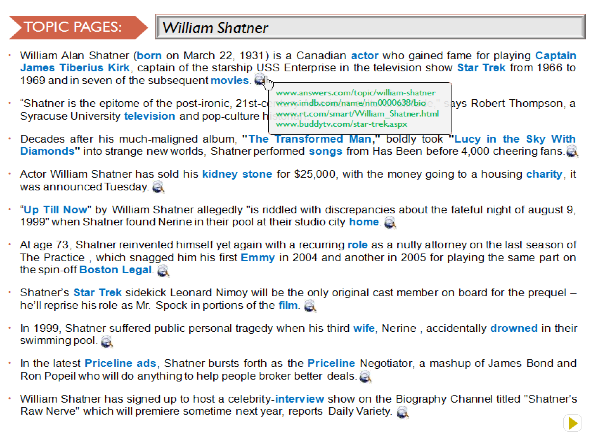 TOPIC PAGES:
William Shatner
William Alan Shatner (born on March 22, 1931) is a Canadian actor who gained fame for playing Captain
James Tiberius Kirk, captain of the starship USS Enterprise in the television show Star Trek from 1966 to
1969 and in seven of the subsequent movies.
www.answers.com/topic/william-shatner
www.imdb.com/name/nm0000638/bio
www.rt.com/smart/William_Shatner.html
www.buddytv.com/star-trek.aspx
"Shatner is the epitome of the post-ironic, 21st-c says Robert Thompson, a
Syracuse University television and pop-culture h
Decades after his much-maligned album, "The Transformed Man," boldly took "Lucy in the Sky With
Diamonds" into strange new worlds, Shatner performed songs from Has Been before 4,000 cheering fans.
Actor William Shatner has sold his kidney stone for $25,000, with the money going to a housing charity, it
was announced Tuesday.
"Up Till Now" by William Shatner allegedly "is riddled with discrepancies about the fateful night of august 9,
1999" when Shatner found Nerine in their pool at their studio city home.
At age 73, Shatner reinvented himself yet again with a recurring role as a nutty attorney on the last season of
The Practice , which snagged him his first Emmy in 2004 and another in 2005 for playing the same part on
the spin-off Boston Legal.
Shatner's Star Trek sidekick Leonard Nimoy will be the only original cast member on board for the prequel –
he'll reprise his role as Mr. Spock in portions of the film.
In 1999, Shatner suffered public personal tragedy when his third wife, Nerine , accidentally drowned in their
swimming pool.
In the latest Priceline ads, Shatner bursts forth as the Priceline Negotiator, a mashup of James Bond and
Ron Popeil who will do anything to help people broker better deals.
William Shatner has signed up to host a celebrity-interview show on the Biography Channel titled "Shatner's
Raw Nerve" which will premiere sometime next year, reports Daily Variety.